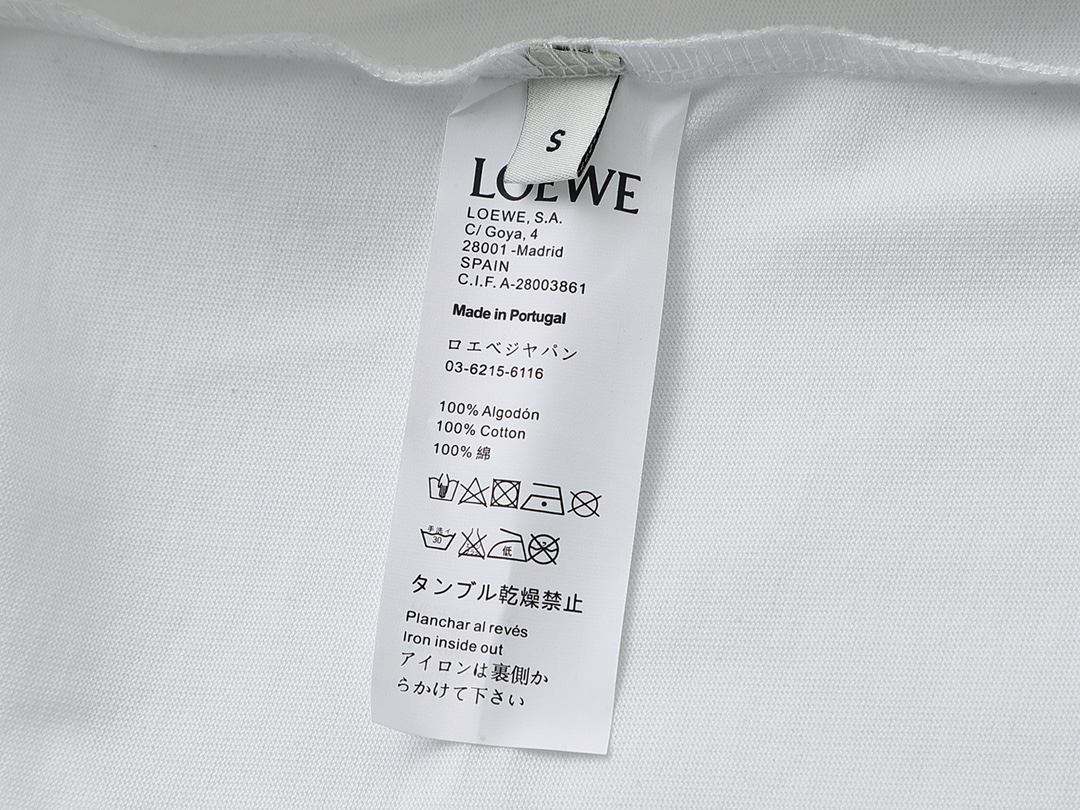 S
LOEWE
LOEWE, S.A.
C/ Goya, 4
28001 -Madrid
SPAIN
C.I.F. A-28003861
Made in Portugal
ロエベジャパン
03-6215-6116
100% Algodón
100% Cotton
100% 綿
手洗イ
30
低
タンブル乾燥禁止
Planchar al revés
Iron inside out
アイロンは裏側か
らかけて下さい